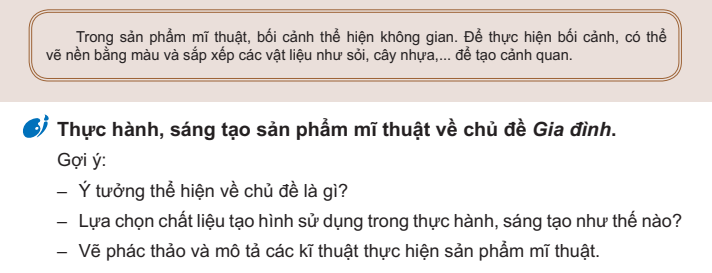 Trong sản phẩm mĩ thuật, bối cảnh thể hiện không gian. Để thực hiện bối cảnh, có thể
vẽ nền bằng màu và sắp xếp các vật liệu như sỏi, cây nhựa,... để tạo cảnh quan.
Thực hành, sáng tạo sản phẩm mĩ thuật về chủ đề Gia đình.
Gợi ý:
– Ý tưởng thể hiện về chủ đề là gì?
– Lựa chọn chất liệu tạo hình sử dụng trong thực hành, sáng tạo như thế nào?
– Vẽ phác thảo và mô tả các kĩ thuật thực hiện sản phẩm mĩ thuật.